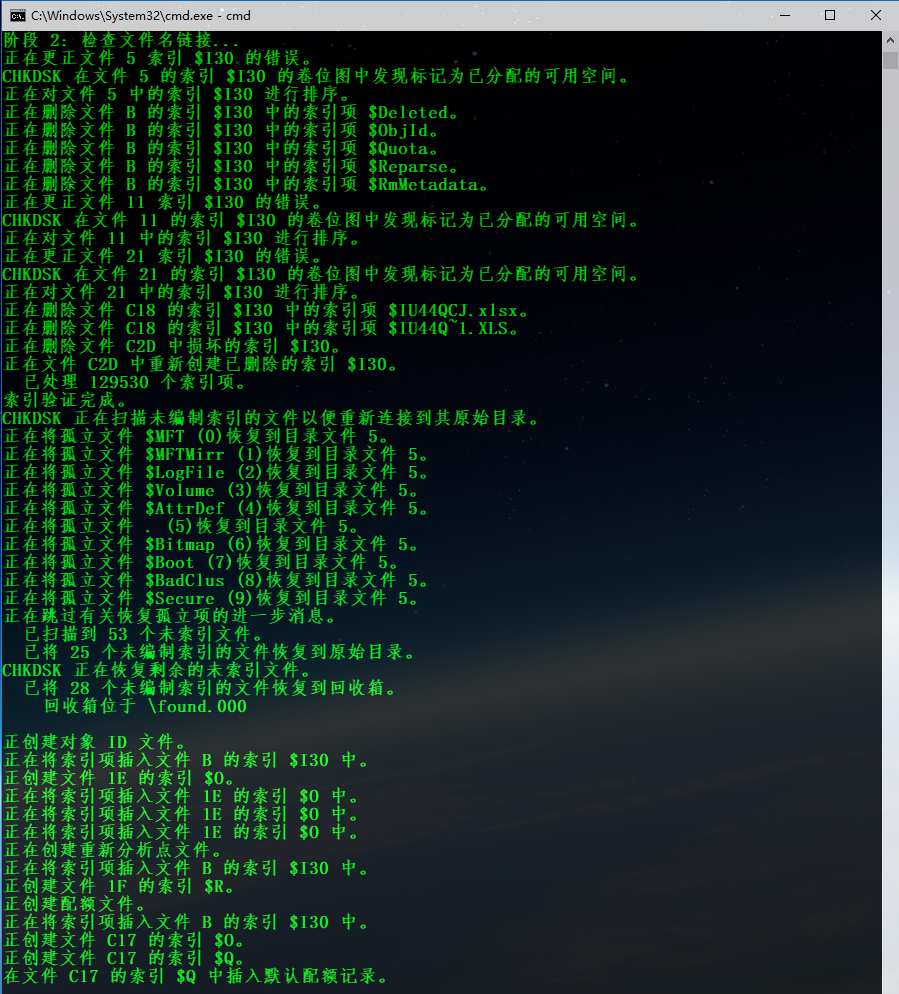 C:\Windows\System32\cmd.exe - cmd
阶段 2: 检查文件名链接...
正在更正文件 5 索引 $I30 的错误。
CHKDSK 在文件 5 的索引 $I30 的卷位图中发现标记为已分配的可用空间。
正在对文件 5 中的索引 $I30 进行排序。
正在删除文件 B 的索引 $I30 中的索引项 $Deleted。
正在删除文件 B 的索引 $I30 中的索引项 $ObjId。
正在删除文件 B 的索引 $I30 中的索引项 $Quota。
正在删除文件 B 的索引 $I30 中的索引项 $Reparse。
正在删除文件 B 的索引 $I30 中的索引项 $RmMetadata。
正在更正文件 11 索引 $I30 的错误。
CHKDSK 在文件 11 的索引 $I30 的卷位图中发现标记为已分配的可用空间。
正在对文件 11 中的索引 $I30 进行排序。
正在更正文件 21 索引 $I30 的错误。
CHKDSK 在文件 21 的索引 $I30 的卷位图中发现标记为已分配的可用空间。
正在对文件 21 中的索引 $I30 进行排序。
正在删除文件 C18 的索引 $I30 中的索引项 $IU44QCJ.xlsx。
正在删除文件 C18 的索引 $I30 中的索引项 $IU44Q~1.XLS。
正在删除文件 C2D 中损坏的索引 $I30。
正在文件 C2D 中重新创建已删除的索引 $I30。
已处理 129530 个索引项。
索引验证完成。
CHKDSK 正在扫描未编制索引的文件以便重新连接到其原始目录。
正在将孤立文件 $MFT (0)恢复到目录文件 5。
正在将孤立文件 $MFTMirr (1)恢复到目录文件 5。
正在将孤立文件 $LogFile (2)恢复到目录文件 5。
正在将孤立文件 $Volume (3)恢复到目录文件 5。
正在将孤立文件 $AttrDef (4)恢复到目录文件 5。
正在将孤立文件 . (5)恢复到目录文件 5。
正在将孤立文件 $Bitmap (6)恢复到目录文件 5。
正在将孤立文件 $Boot (7)恢复到目录文件 5。
正在将孤立文件 $BadClus (8)恢复到目录文件 5。
正在将孤立文件 $Secure (9)恢复到目录文件 5。
正在跳过有关恢复孤立项的进一步消息。
已扫描到 53 个未索引文件。
已将 25 个未编制索引的文件恢复到原始目录。
CHKDSK 正在恢复剩余的未索引文件。
已将 28 个未编制索引的文件恢复到回收箱。
回收箱位于 \found.000
正创建对象 ID 文件。
正在将索引项插入文件 B 的索引 $I30 中。
正创建文件 1E 的索引 $O。
正在将索引项插入文件 1E 的索引 $O 中。
正在将索引项插入文件 1E 的索引 $O 中。
正在将索引项插入文件 1E 的索引 $O 中。
正在创建重新分析点文件。
正在将索引项插入文件 B 的索引 $I30 中。
正创建文件 1F 的索引 $R。
正创建配额文件。
正在将索引项插入文件 B 的索引 $I30 中。
正创建文件 C17 的索引 $O。
正创建文件 C17 的索引 $Q。
在文件 C17 的索引 $Q 中插入默认配额记录。